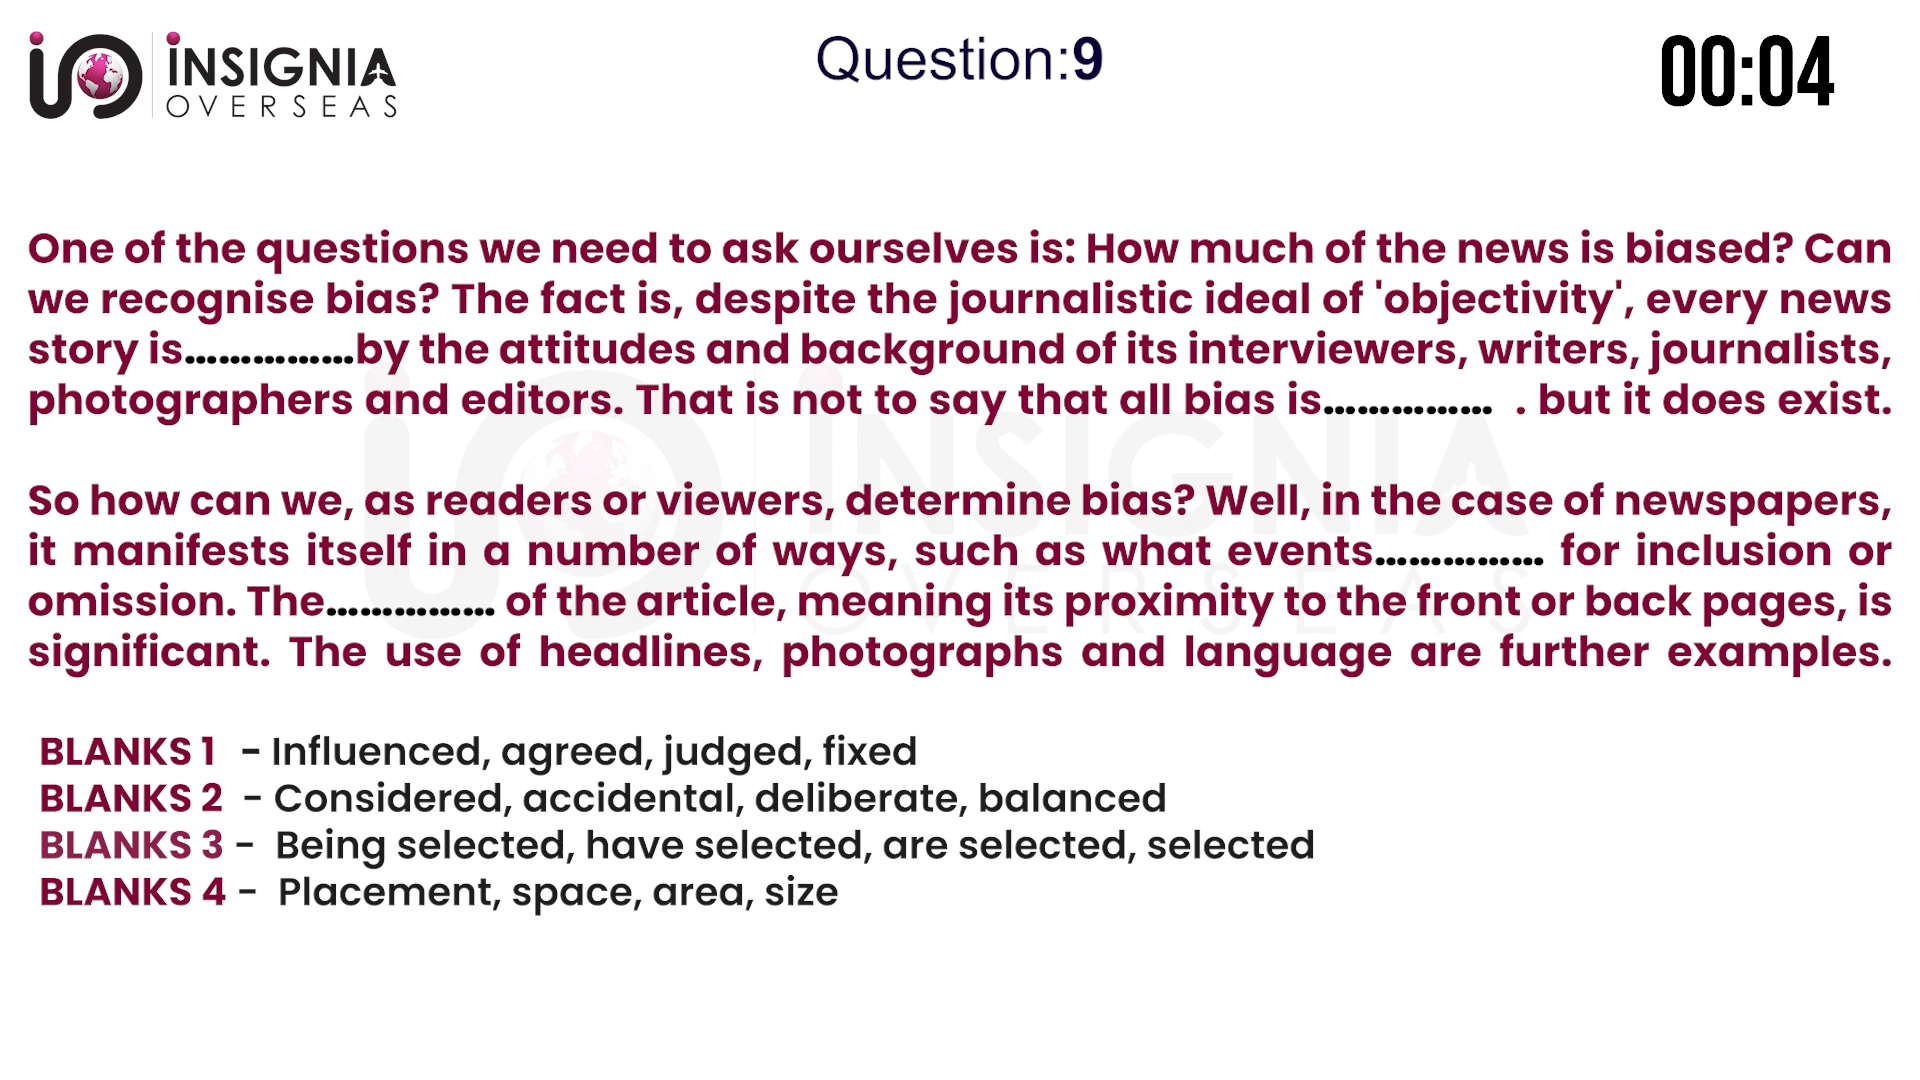 INSIGNIA
OVERSEAS
Question:9
00:04
One of the questions we need to ask ourselves is: How much of the news is biased? Can
we recognise bias? The fact is, despite the journalistic ideal of 'objectivity', every news
story is...............by the attitudes and background of its interviewers, writers, journalists,
photographers and editors. That is not to say that all bias is............... . but it does exist.
So how can we, as readers or viewers, determine bias? Well, in the case of newspapers,
it manifests itself in a number of ways, such as what events............... for inclusion or
omission. The............... of the article, meaning its proximity to the front or back pages, is
significant. The use of headlines, photographs and language are further examples.
BLANKS 1 - Influenced, agreed, judged, fixed
BLANKS 2 - Considered, accidental, deliberate, balanced
BLANKS 3 - Being selected, have selected, are selected, selected
BLANKS 4 - Placement, space, area, size
INSIGNIA
OVERSEAS